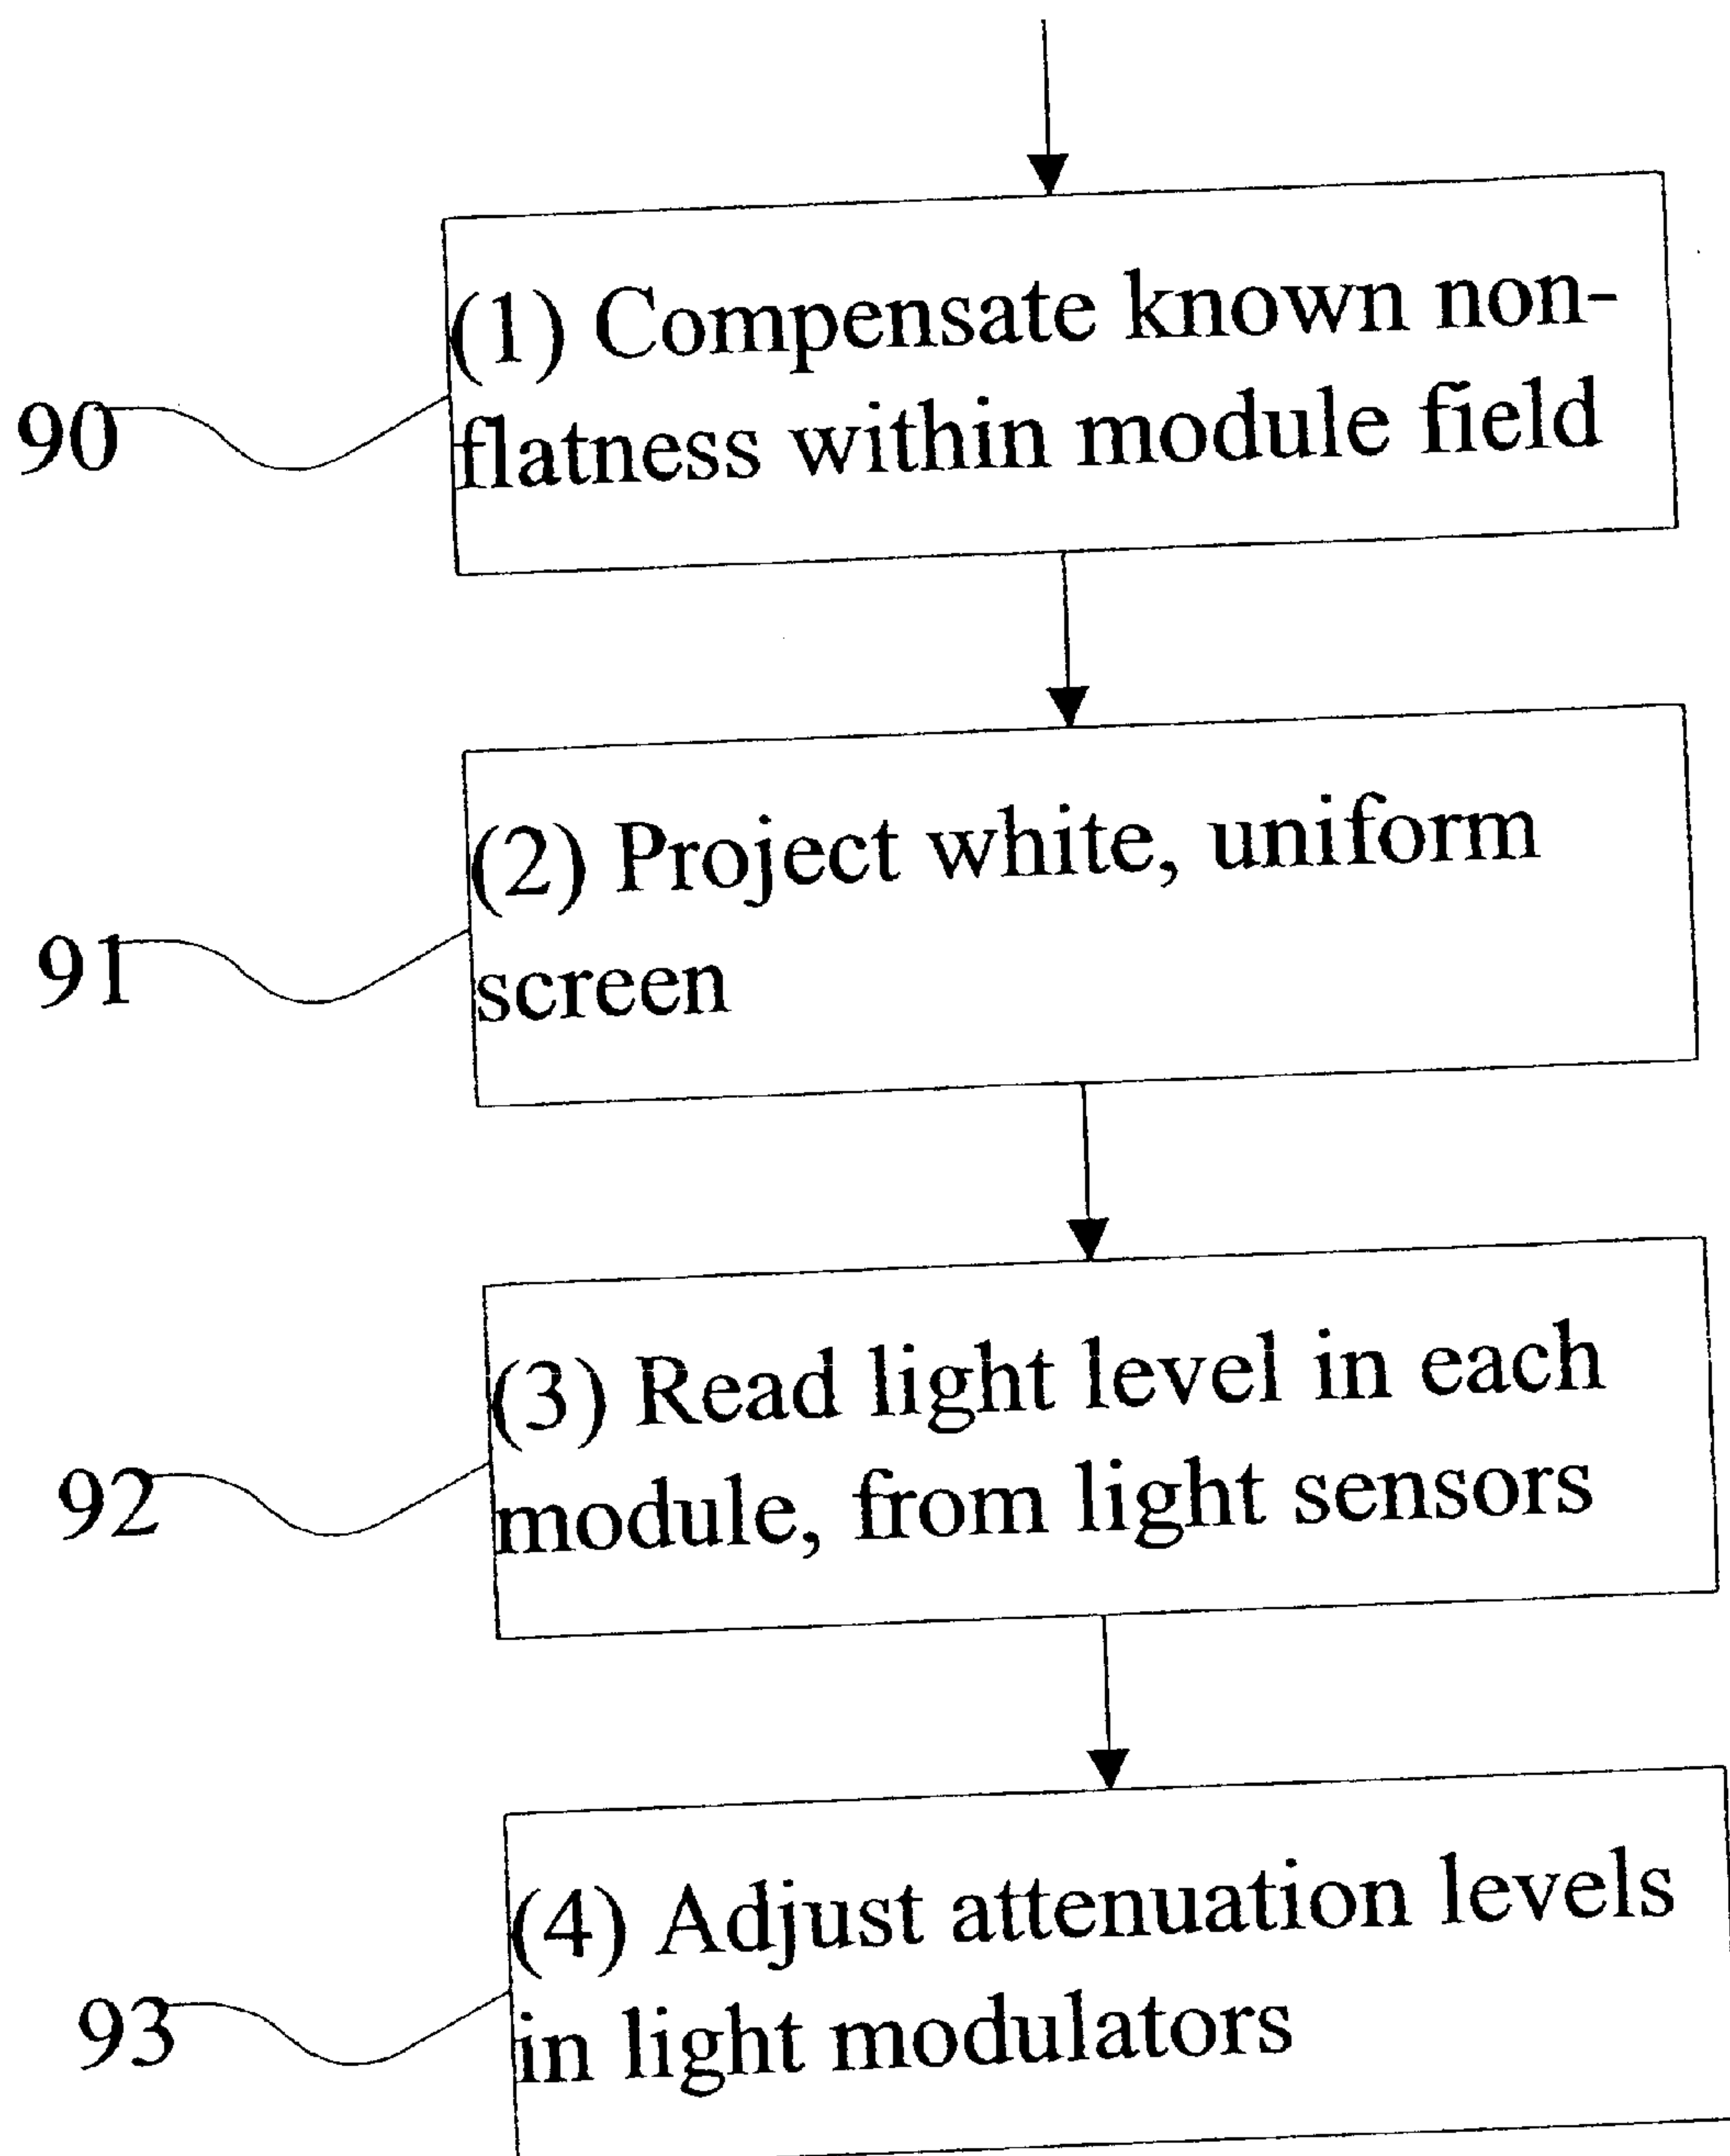 (1) Compensate known non-
90
flatness within module field
(2) Project white, uniform
91
screen
(3) Read light level in each
92
module, from light sensors
(4) Adjust attenuation levels
93
in light modulators